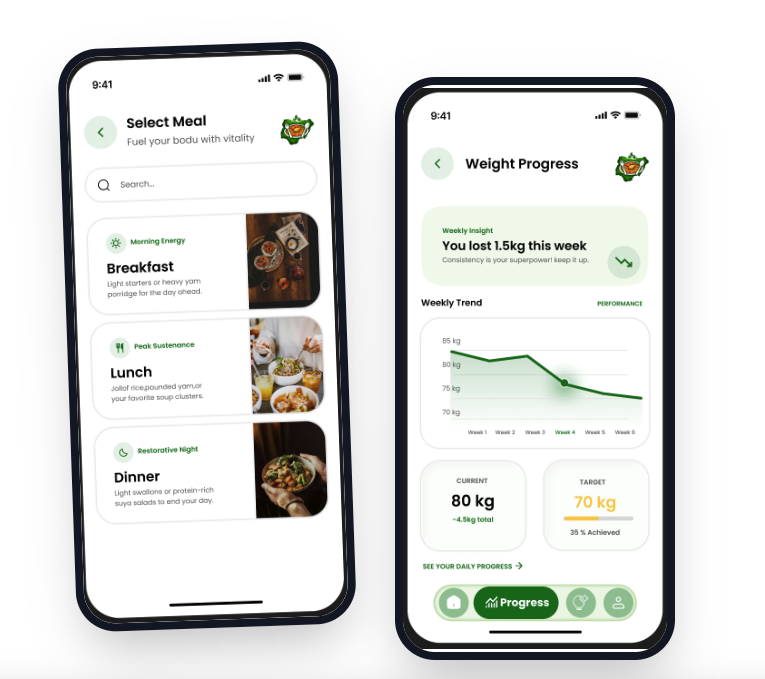 9:41
Select Meal
Fuel your bodu with vitality
Search...
Morning Energy
Breakfast
Light starters or heavy yam
porridge for the day ahead.
Peak Sustenance
Lunch
Jollof rice,pounded yam,or
your favorite soup clusters.
Restorative Night
Dinner
Light swallons or protein-rich
suya salads to end your day.
9:41
Weight Progress
Weekly Insight
You lost 1.5kg this week
Consistency is your superpower! keep it up.
Weekly Trend
PERFORMANCE
85 kg
80 kg
75 kg
70 kg
Week 1 Week 2 Week 3 Week 4 Week 5 Week 6
CURRENT
80 kg
-4.5kg total
TARGET
70 kg
35 % Achieved
SEE YOUR DAILY PROGRESS
Progress